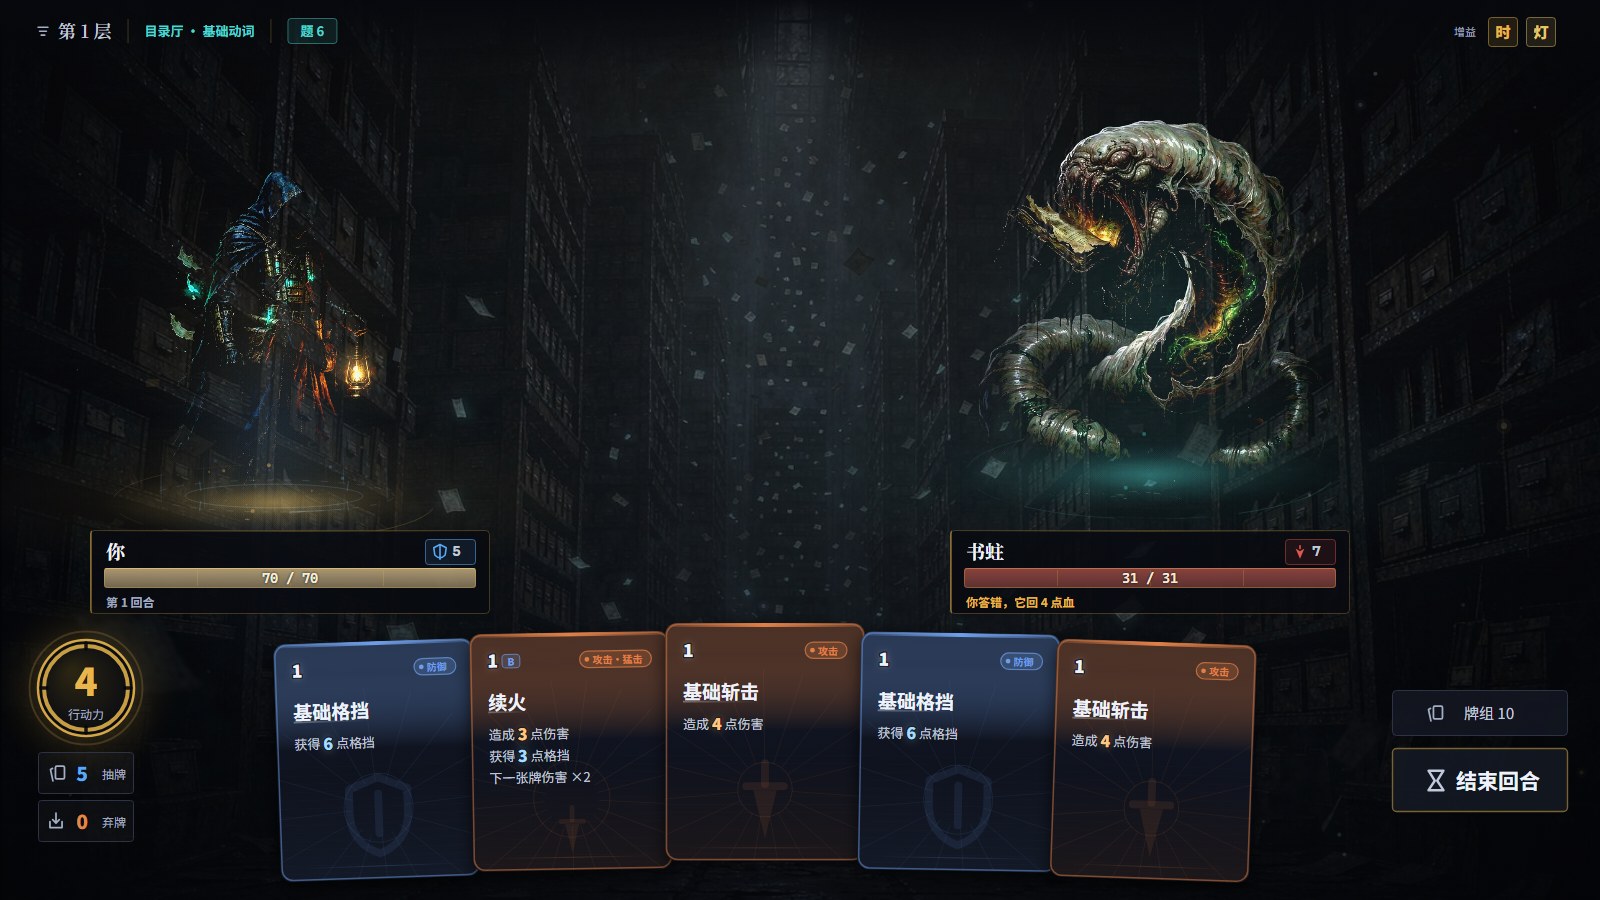 第1层
目录厅・基础动词
题6
增益
时
灯
你
5
70 / 70
第1回合
书蛀
7
31 / 31
你答错，它回4点血
4
行动力
5 抽牌
0 弃牌
1
防御
基础格挡
获得6点格挡
1 B
攻击・猛击
续火
造成3点伤害
获得3点格挡
下一张牌伤害×2
1
攻击
基础斩击
造成4点伤害
1
防御
基础格挡
获得6点格挡
1
攻击
基础斩击
造成4点伤害
牌组 10
结束回合